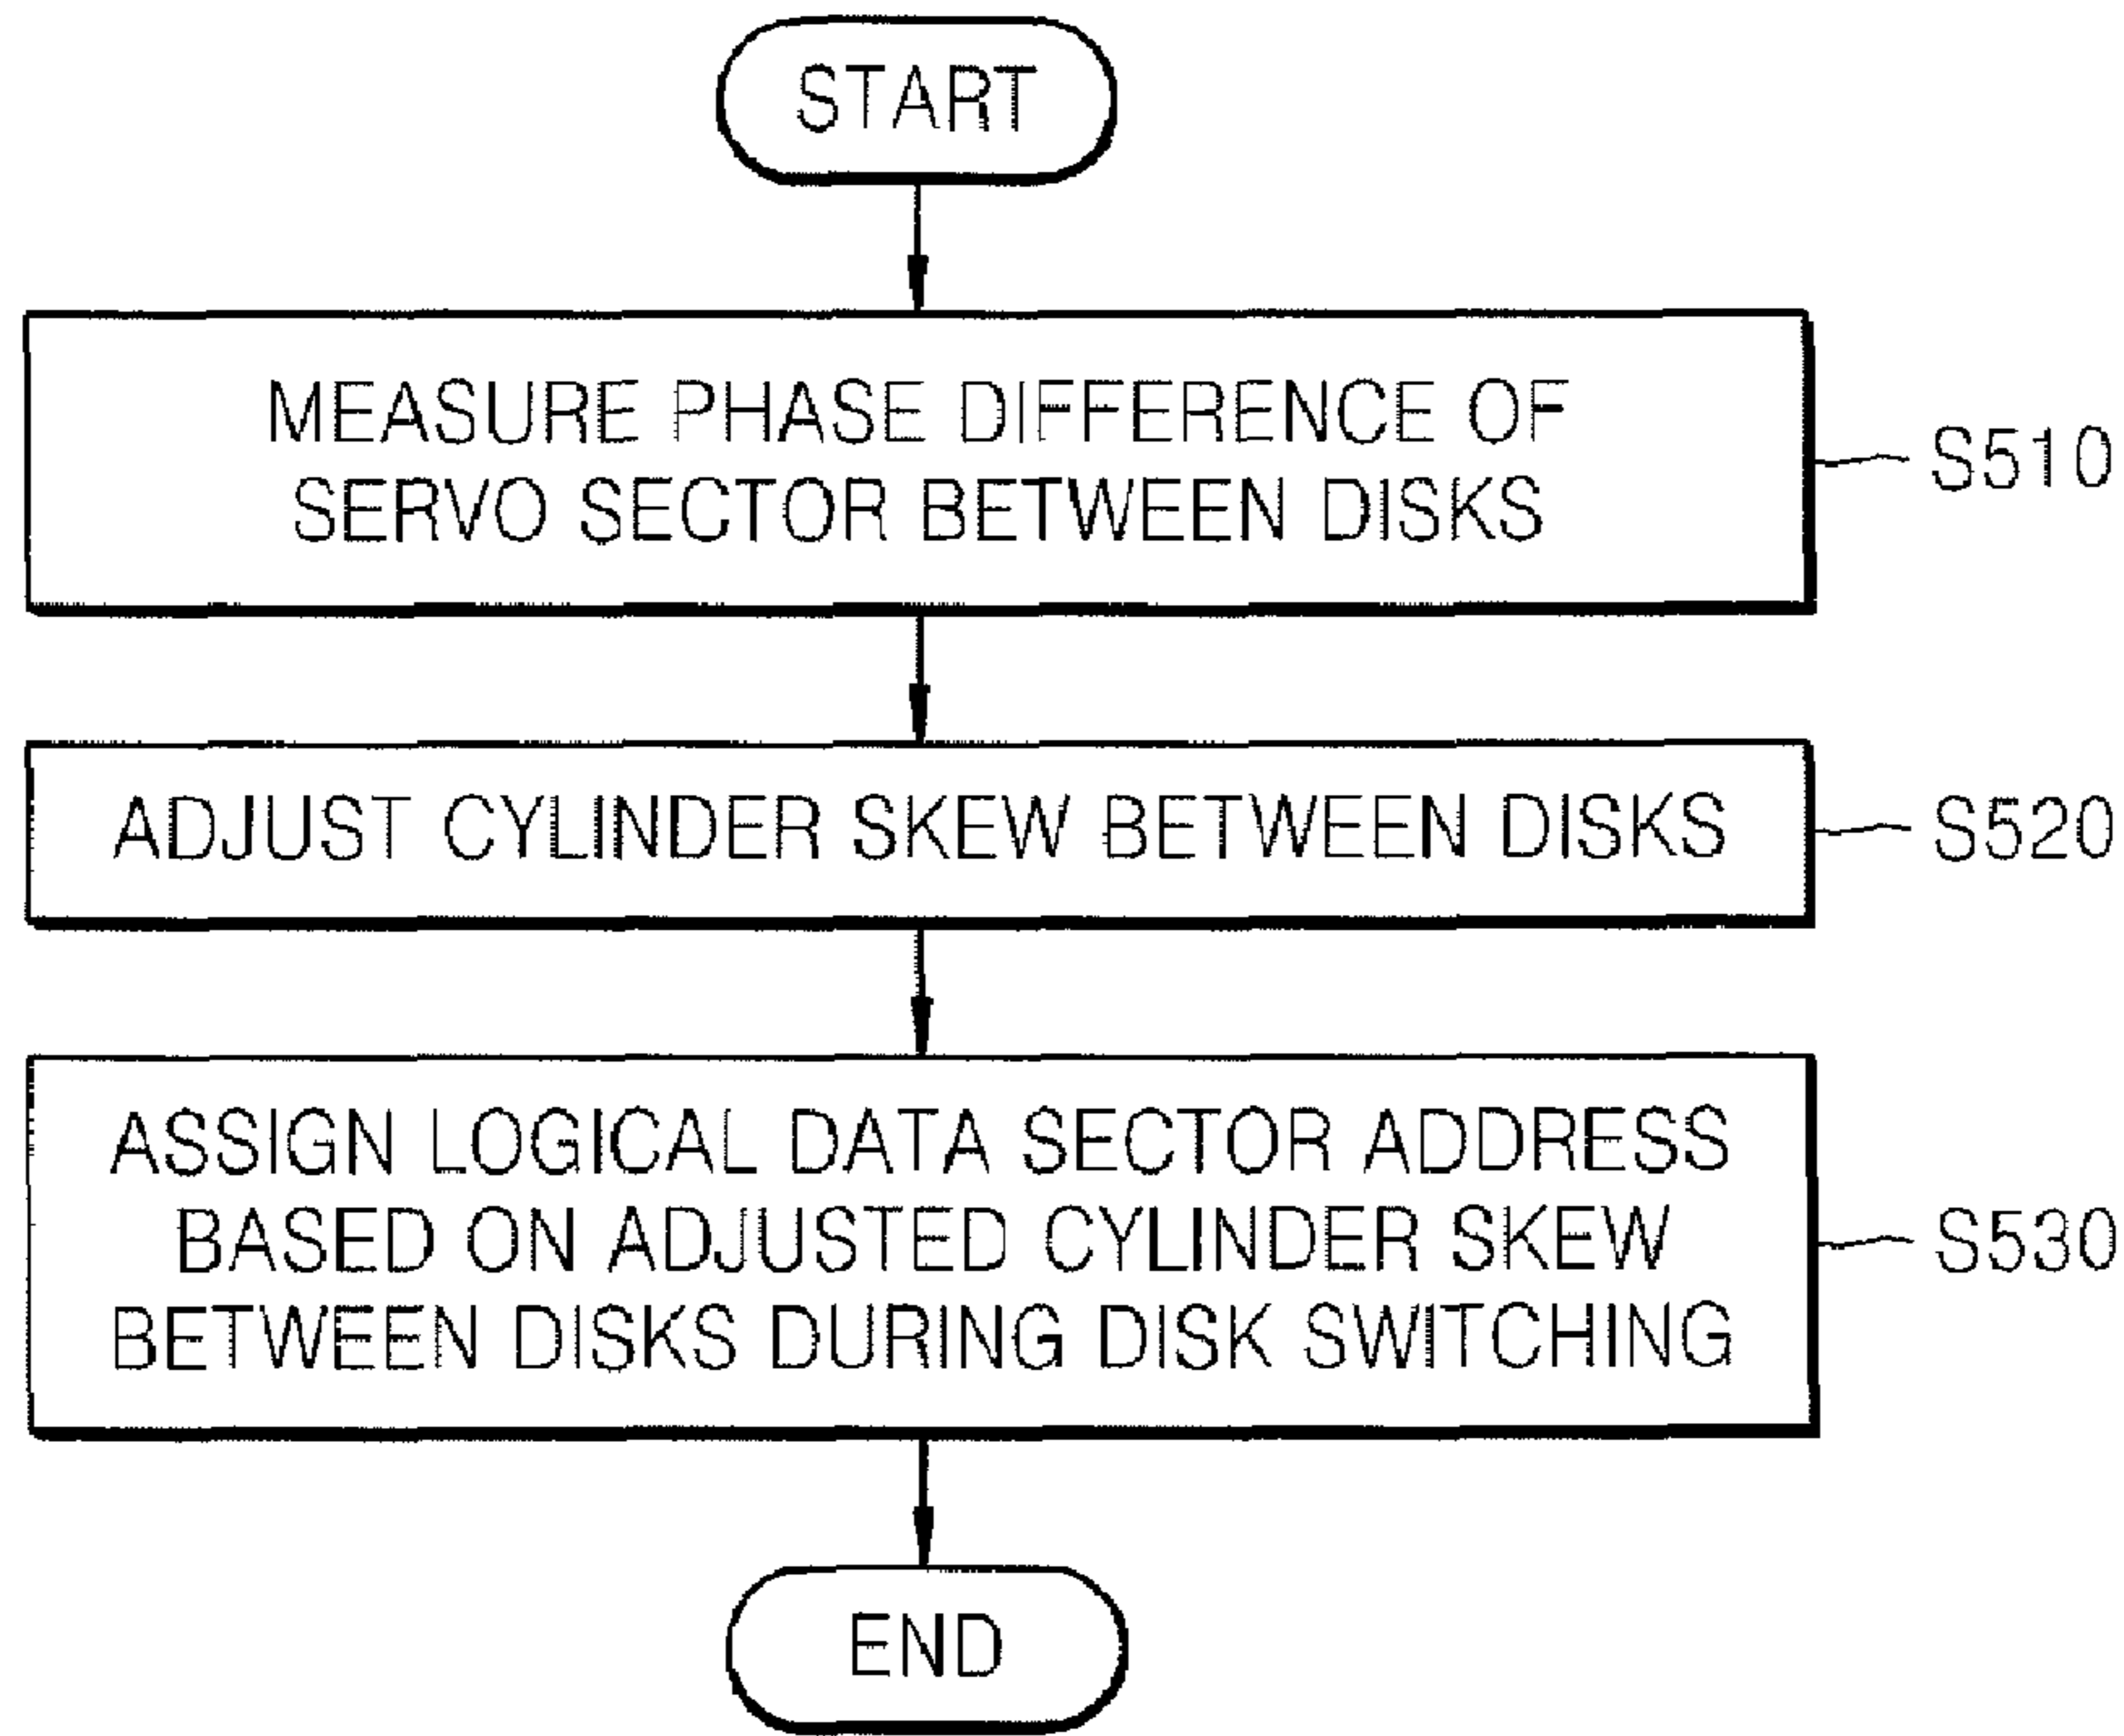 START
MEASURE PHASE DIFFERENCE OF
SERVO SECTOR BETWEEN DISKS
S510
ADJUST CYLINDER SKEW BETWEEN DISKS
S520
ASSIGN LOGICAL DATA SECTOR ADDRESS
BASED ON ADJUSTED CYLINDER SKEW
BETWEEN DISKS DURING DISK SWITCHING
S530
END